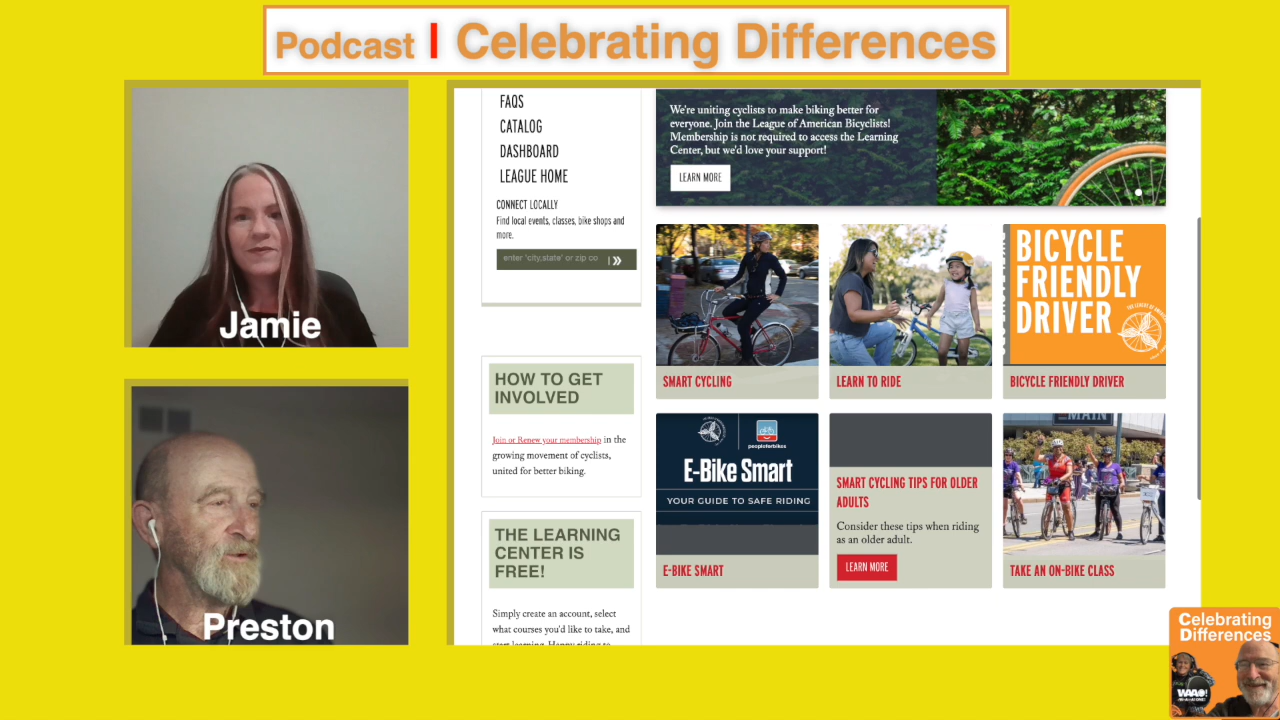 Podcast | Celebrating Differences
Jamie
Preston
FAQS
CATALOG
DASHBOARD
LEAGUE HOME
CONNECT LOCALLY
Find local events, classes, bike shops and
more.
enter 'city,state' or zip co
HOW TO GET
INVOLVED
Join or Renew your membership in the
growing movement of cyclists,
united for better biking.
THE LEARNING
CENTER IS
FREE!
Simply create an account, select
what courses you'd like to take, and
start learning. Happy riding to
We're uniting cyclists to make biking better for
everyone. Join the League of American Bicyclists!
Membership is not required to access the Learning
Center, but we'd love your support!
LEARN MORE
SMART CYCLING
LEARN TO RIDE
BICYCLE
FRIENDLY
DRIVER
BICYCLE FRIENDLY DRIVER
peopleforbikes
E-Bike Smart
YOUR GUIDE TO SAFE RIDING
E-BIKE SMART
SMART CYCLING TIPS FOR OLDER
ADULTS
Consider these tips when riding
as an older adult.
LEARN MORE
MAIN
TAKE AN ON-BIKE CLASS
Celebrating
Differences